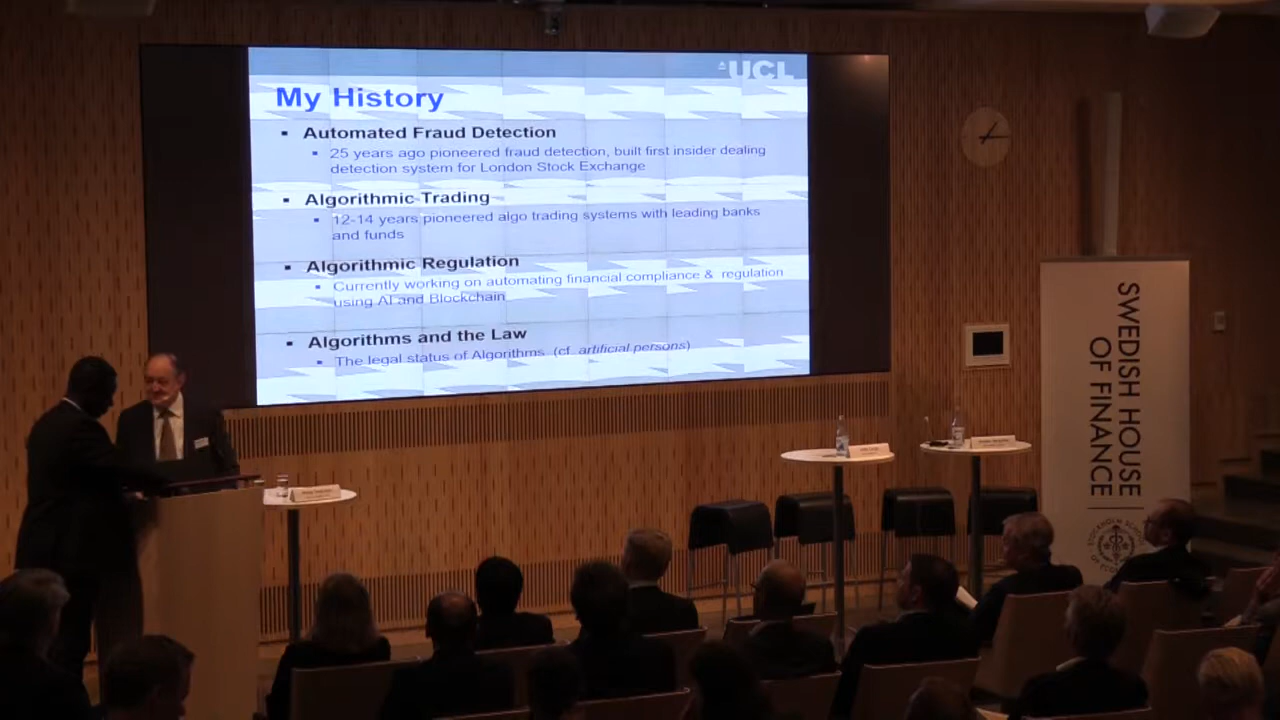 UCL
My History
▪ Automated Fraud Detection
▪ 25 years ago pioneered fraud detection, built first insider dealing
detection system for London Stock Exchange
▪ Algorithmic Trading
▪ 12-14 years pioneered algo trading systems with leading banks
and funds
▪ Algorithmic Regulation
▪ Currently working on automating financial compliance & regulation
using AI and Blockchain
▪ Algorithms and the Law
▪ The legal status of Algorithms (cf. artificial persons)
SWEDISH HOUSE
OF FINANCE